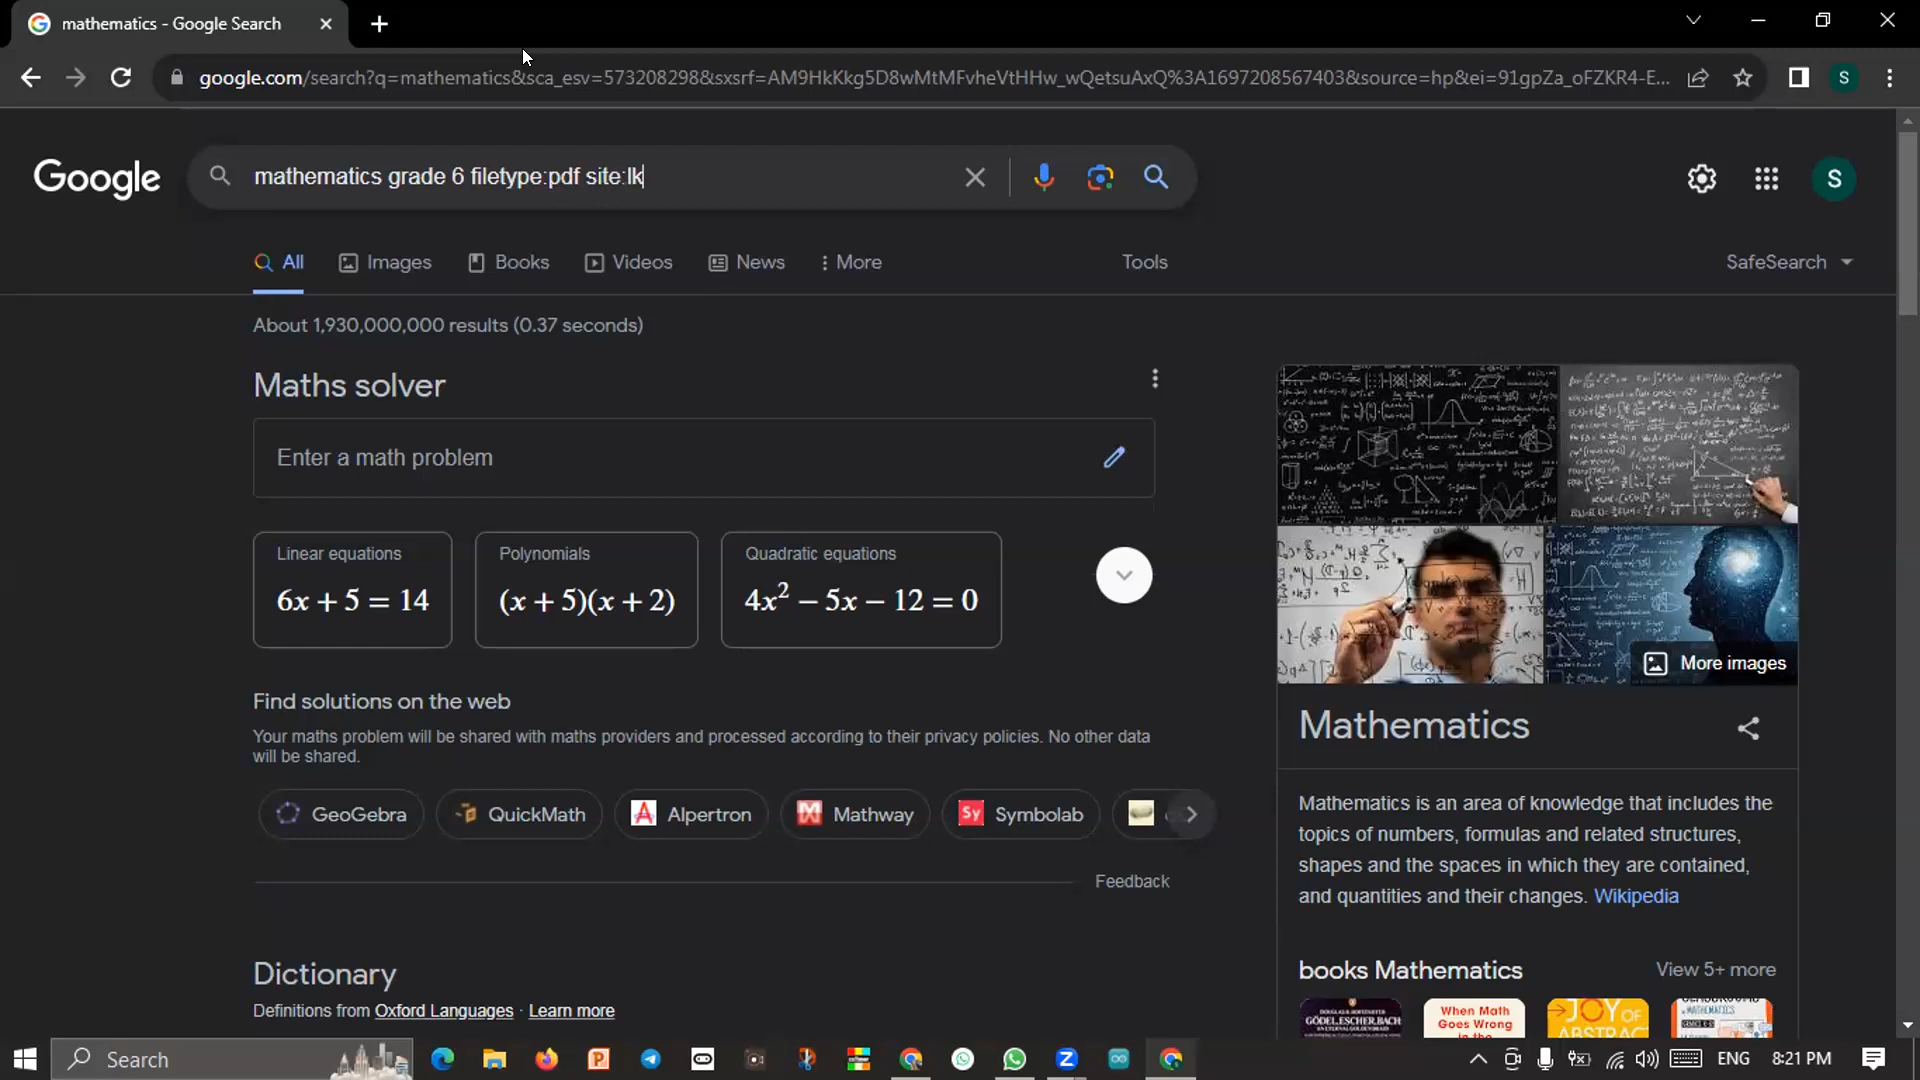 mathematics - Google Search
google.com/search?q=mathematics&sca_esv=573208298&sxsrf=AM9HkKkg5D8wMtMFvheVtHHw_wQetsuAxQ%3A1697208567403&source=hp&ei=91gpZa_oFZKR4-E...
S
Google
mathematics grade 6 filetype:pdf site:lk
S
All
Images
Books
Videos
News
More
Tools
SafeSearch
About 1,930,000,000 results (0.37 seconds)
Maths solver
Enter a math problem
Linear equations
6x + 5 = 14
Polynomials
(x + 5)(x + 2)
Quadratic equations
4x² − 5x − 12 = 0
Find solutions on the web
Your maths problem will be shared with maths providers and processed according to their privacy policies. No other data
will be shared.
GeoGebra
QuickMath
Alpertron
Mathway
Sy Symbolab
Feedback
Dictionary
Definitions from Oxford Languages · Learn more
More images
Mathematics
Mathematics is an area of knowledge that includes the
topics of numbers, formulas and related structures,
shapes and the spaces in which they are contained,
and quantities and their changes. Wikipedia
books Mathematics
View 5+ more
GÖDEL, ESCHER, BACH
When Math
Goes Wrong
in the
JOY OF
ABSTRAC
MATHEMATICS
Search
ENG
8:21 PM